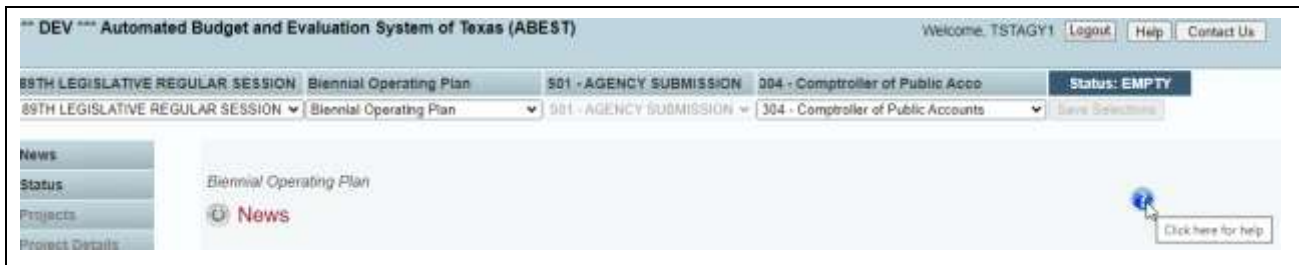 ** DEV *** Automated Budget and Evaluation System of Texas (ABEST) Welcome, TSTAGY1 Logout Help Contact Us
89TH LEGISLATIVE REGULAR SESSION Biennial Operating Plan S01 - AGENCY SUBMISSION 304 - Comptroller of Public Acco Status: EMPTY
89TH LEGISLATIVE REGULAR SESSION Biennial Operating Plan S01 - AGENCY SUBMISSION 304 - Comptroller of Public Accounts Save Selections
News
Status
Projects
Project Details
Biennial Operating Plan
News
Click here for help